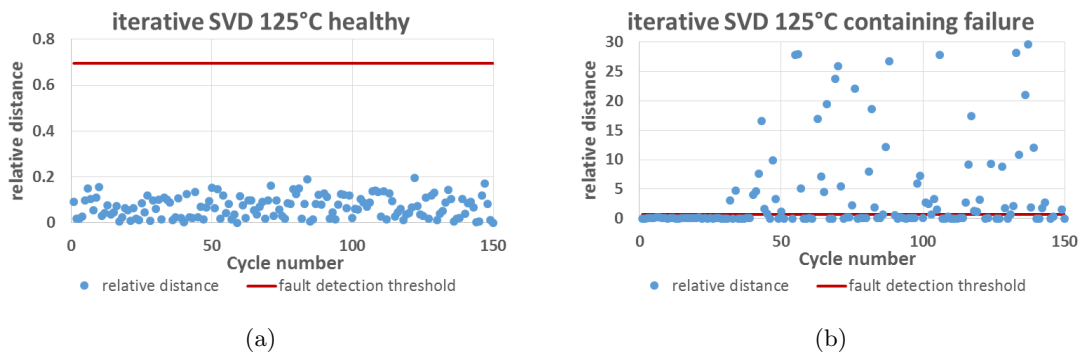 iterative SVD 125°C healthy
0.8
0.6
0.4
0.2
0
relative distance
0 50 100 150
Cycle number
relative distance fault detection threshold
(a)
iterative SVD 125°C containing failure
30
25
20
15
10
5
0
relative distance
0 50 100 150
Cycle number
relative distance fault detection threshold
(b)